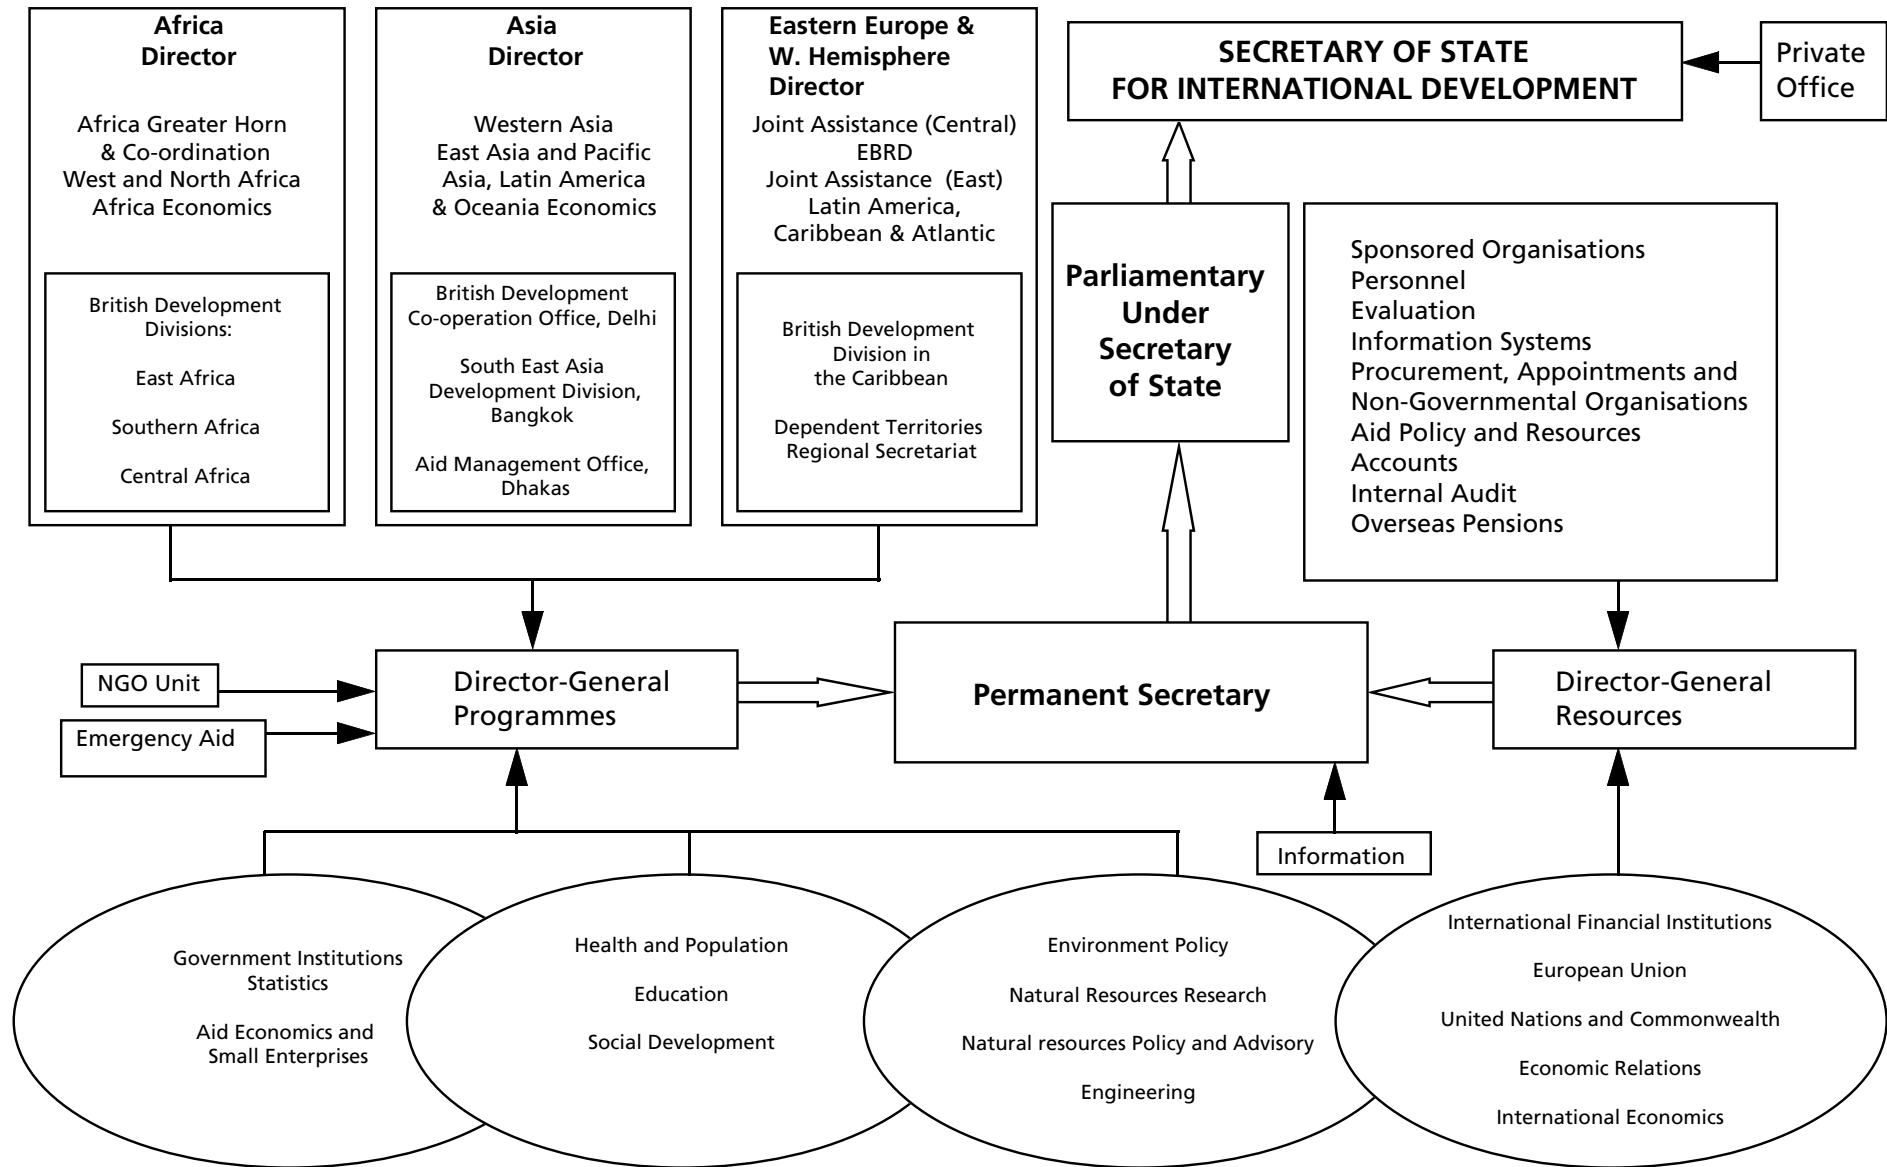 Africa
Director
Africa Greater Horn
& Co-ordination
West and North Africa
Africa Economics
British Development
Divisions:
East Africa
Southern Africa
Central Africa
Asia
Director
Western Asia
East Asia and Pacific
Asia, Latin America
& Oceania Economics
British Development
Co-operation Office, Delhi
South East Asia
Development Division,
Bangkok
Aid Management Office,
Dhakas
Eastern Europe &
W. Hemisphere
Director
Joint Assistance (Central)
EBRD
Joint Assistance (East)
Latin America,
Caribbean & Atlantic
British Development
Division in
the Caribbean
Dependent Territories
Regional Secretariat
SECRETARY OF STATE
FOR INTERNATIONAL DEVELOPMENT
Private
Office
Parliamentary
Under
Secretary
of State
Sponsored Organisations
Personnel
Evaluation
Information Systems
Procurement, Appointments and
Non-Governmental Organisations
Aid Policy and Resources
Accounts
Internal Audit
Overseas Pensions
NGO Unit
Emergency Aid
Director-General
Programmes
Permanent Secretary
Director-General
Resources
Information
Government Institutions
Statistics
Aid Economics and
Small Enterprises
Health and Population
Education
Social Development
Environment Policy
Natural Resources Research
Natural resources Policy and Advisory
Engineering
International Financial Institutions
European Union
United Nations and Commonwealth
Economic Relations
International Economics